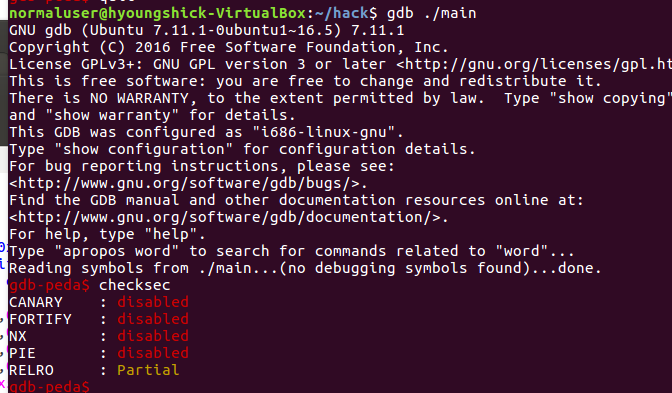 normaluser@hyoungshick-VirtualBox:~/hack$ gdb ./main
GNU gdb (Ubuntu 7.11.1-0ubuntu1~16.5) 7.11.1
Copyright (C) 2016 Free Software Foundation, Inc.
License GPLv3+: GNU GPL version 3 or later <http://gnu.org/licenses/gpl.ht
This is free software: you are free to change and redistribute it.
There is NO WARRANTY, to the extent permitted by law.  Type "show copying"
and "show warranty" for details.
This GDB was configured as "i686-linux-gnu".
Type "show configuration" for configuration details.
For bug reporting instructions, please see:
<http://www.gnu.org/software/gdb/bugs/>.
Find the GDB manual and other documentation resources online at:
<http://www.gnu.org/software/gdb/documentation/>.
For help, type "help".
Type "apropos word" to search for commands related to "word"...
Reading symbols from ./main...(no debugging symbols found)...done.
gdb-peda$ checksec
CANARY    : disabled
FORTIFY   : disabled
NX        : disabled
PIE       : disabled
RELRO     : Partial
gdb-peda$